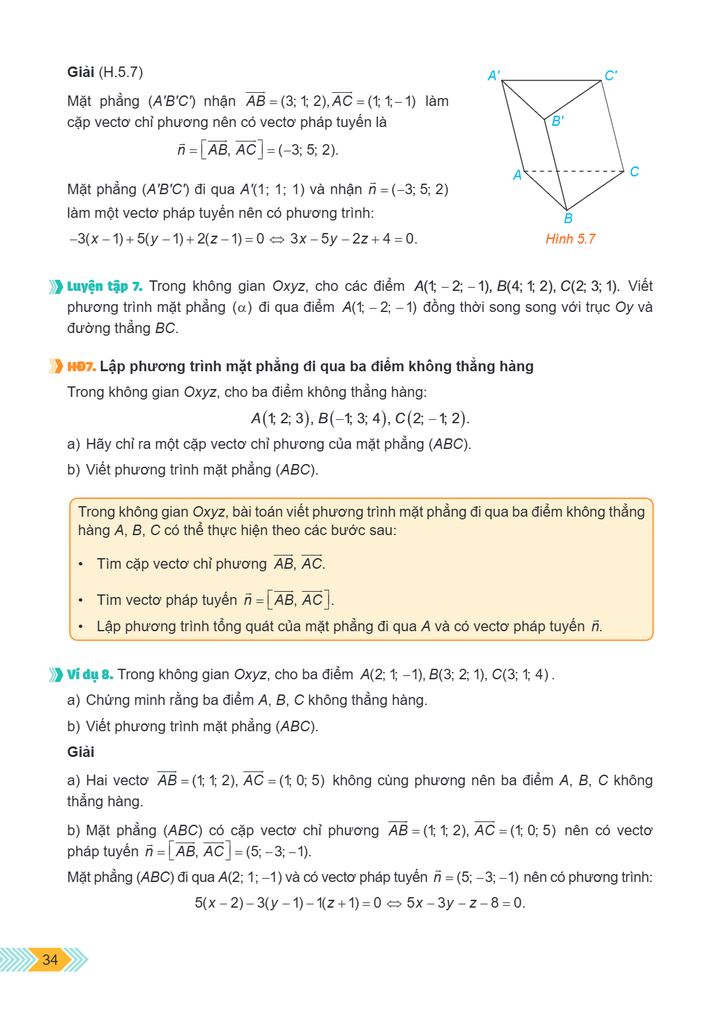 Giải (H.5.7)
Mặt phẳng (A'B'C') nhận $\overrightarrow{AB}$ = (3; 1; 2), $\overrightarrow{AC}$ = (1; 1; −1) làm
cặp vectơ chỉ phương nên có vectơ pháp tuyến là
$\vec{n}$ = [$\overrightarrow{AB}$, $\overrightarrow{AC}$] = (−3; 5; 2).
Mặt phẳng (A'B'C') đi qua A'(1; 1; 1) và nhận $\vec{n}$ = (−3; 5; 2)
làm một vectơ pháp tuyến nên có phương trình:
−3(x − 1) + 5(y − 1) + 2(z − 1) = 0 ⇔ 3x − 5y − 2z + 4 = 0.
A'
C'
B'
A
C
B
Hình 5.7
Luyện tập 7. Trong không gian Oxyz, cho các điểm A(1; − 2; −1), B(4; 1; 2), C(2; 3; 1). Viết
phương trình mặt phẳng (α) đi qua điểm A(1; − 2; −1) đồng thời song song với trục Oy và
đường thẳng BC.
HĐ7. Lập phương trình mặt phẳng đi qua ba điểm không thẳng hàng
Trong không gian Oxyz, cho ba điểm không thẳng hàng:
A(1; 2; 3), B(−1; 3; 4), C(2; −1; 2).
a) Hãy chỉ ra một cặp vectơ chỉ phương của mặt phẳng (ABC).
b) Viết phương trình mặt phẳng (ABC).
Trong không gian Oxyz, bài toán viết phương trình mặt phẳng đi qua ba điểm không thẳng
hàng A, B, C có thể thực hiện theo các bước sau:
• Tìm cặp vectơ chỉ phương $\overrightarrow{AB}$, $\overrightarrow{AC}$.
• Tìm vectơ pháp tuyến $\vec{n}$ = [$\overrightarrow{AB}$, $\overrightarrow{AC}$].
• Lập phương trình tổng quát của mặt phẳng đi qua A và có vectơ pháp tuyến $\vec{n}$.
Ví dụ 8. Trong không gian Oxyz, cho ba điểm A(2; 1; −1), B(3; 2; 1), C(3; 1; 4).
a) Chứng minh rằng ba điểm A, B, C không thẳng hàng.
b) Viết phương trình mặt phẳng (ABC).
Giải
a) Hai vectơ $\overrightarrow{AB}$ = (1; 1; 2), $\overrightarrow{AC}$ = (1; 0; 5) không cùng phương nên ba điểm A, B, C không
thẳng hàng.
b) Mặt phẳng (ABC) có cặp vectơ chỉ phương $\overrightarrow{AB}$ = (1; 1; 2), $\overrightarrow{AC}$ = (1; 0; 5) nên có vectơ
pháp tuyến $\vec{n}$ = [$\overrightarrow{AB}$, $\overrightarrow{AC}$] = (5; −3; −1).
Mặt phẳng (ABC) đi qua A(2; 1; −1) và có vectơ pháp tuyến $\vec{n}$ = (5; −3; −1) nên có phương trình:
5(x − 2) − 3(y − 1) − 1(z + 1) = 0 ⇔ 5x − 3y − z − 8 = 0.
34